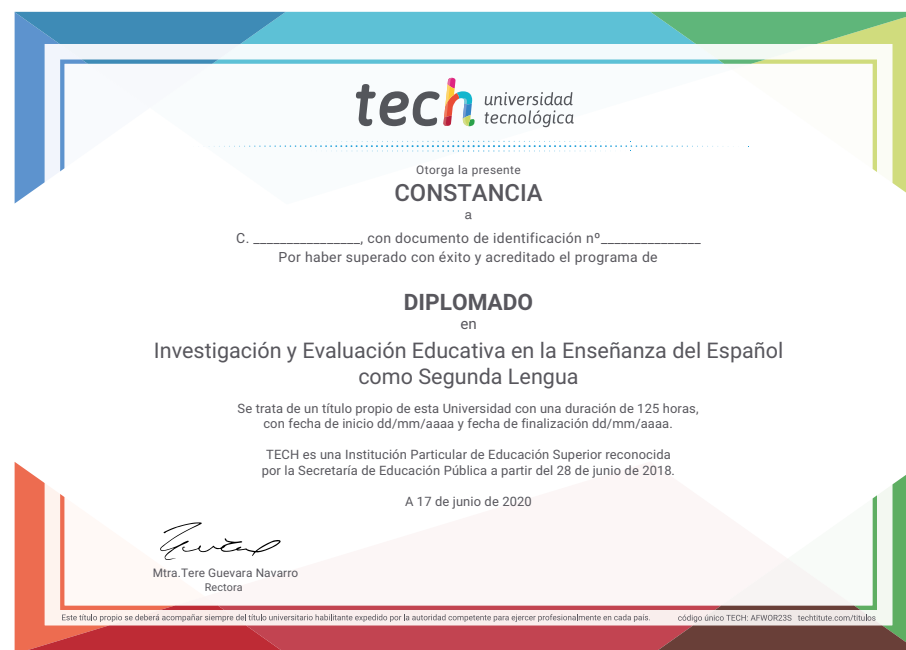 tech universidad
tecnológica
Otorga la presente
CONSTANCIA
a
C. ________________, con documento de identificación nº_______________
Por haber superado con éxito y acreditado el programa de
DIPLOMADO
en
Investigación y Evaluación Educativa en la Enseñanza del Español
como Segunda Lengua
Se trata de un título propio de esta Universidad con una duración de 125 horas,
con fecha de inicio dd/mm/aaaa y fecha de finalización dd/mm/aaaa.
TECH es una Institución Particular de Educación Superior reconocida
por la Secretaría de Educación Pública a partir del 28 de junio de 2018.
A 17 de junio de 2020
Mtra.Tere Guevara Navarro
Rectora
Este título propio se deberá acompañar siempre del título universitario habilitante expedido por la autoridad competente para ejercer profesionalmente en cada país. código único TECH: AFWOR23S techtitute.com/titulos